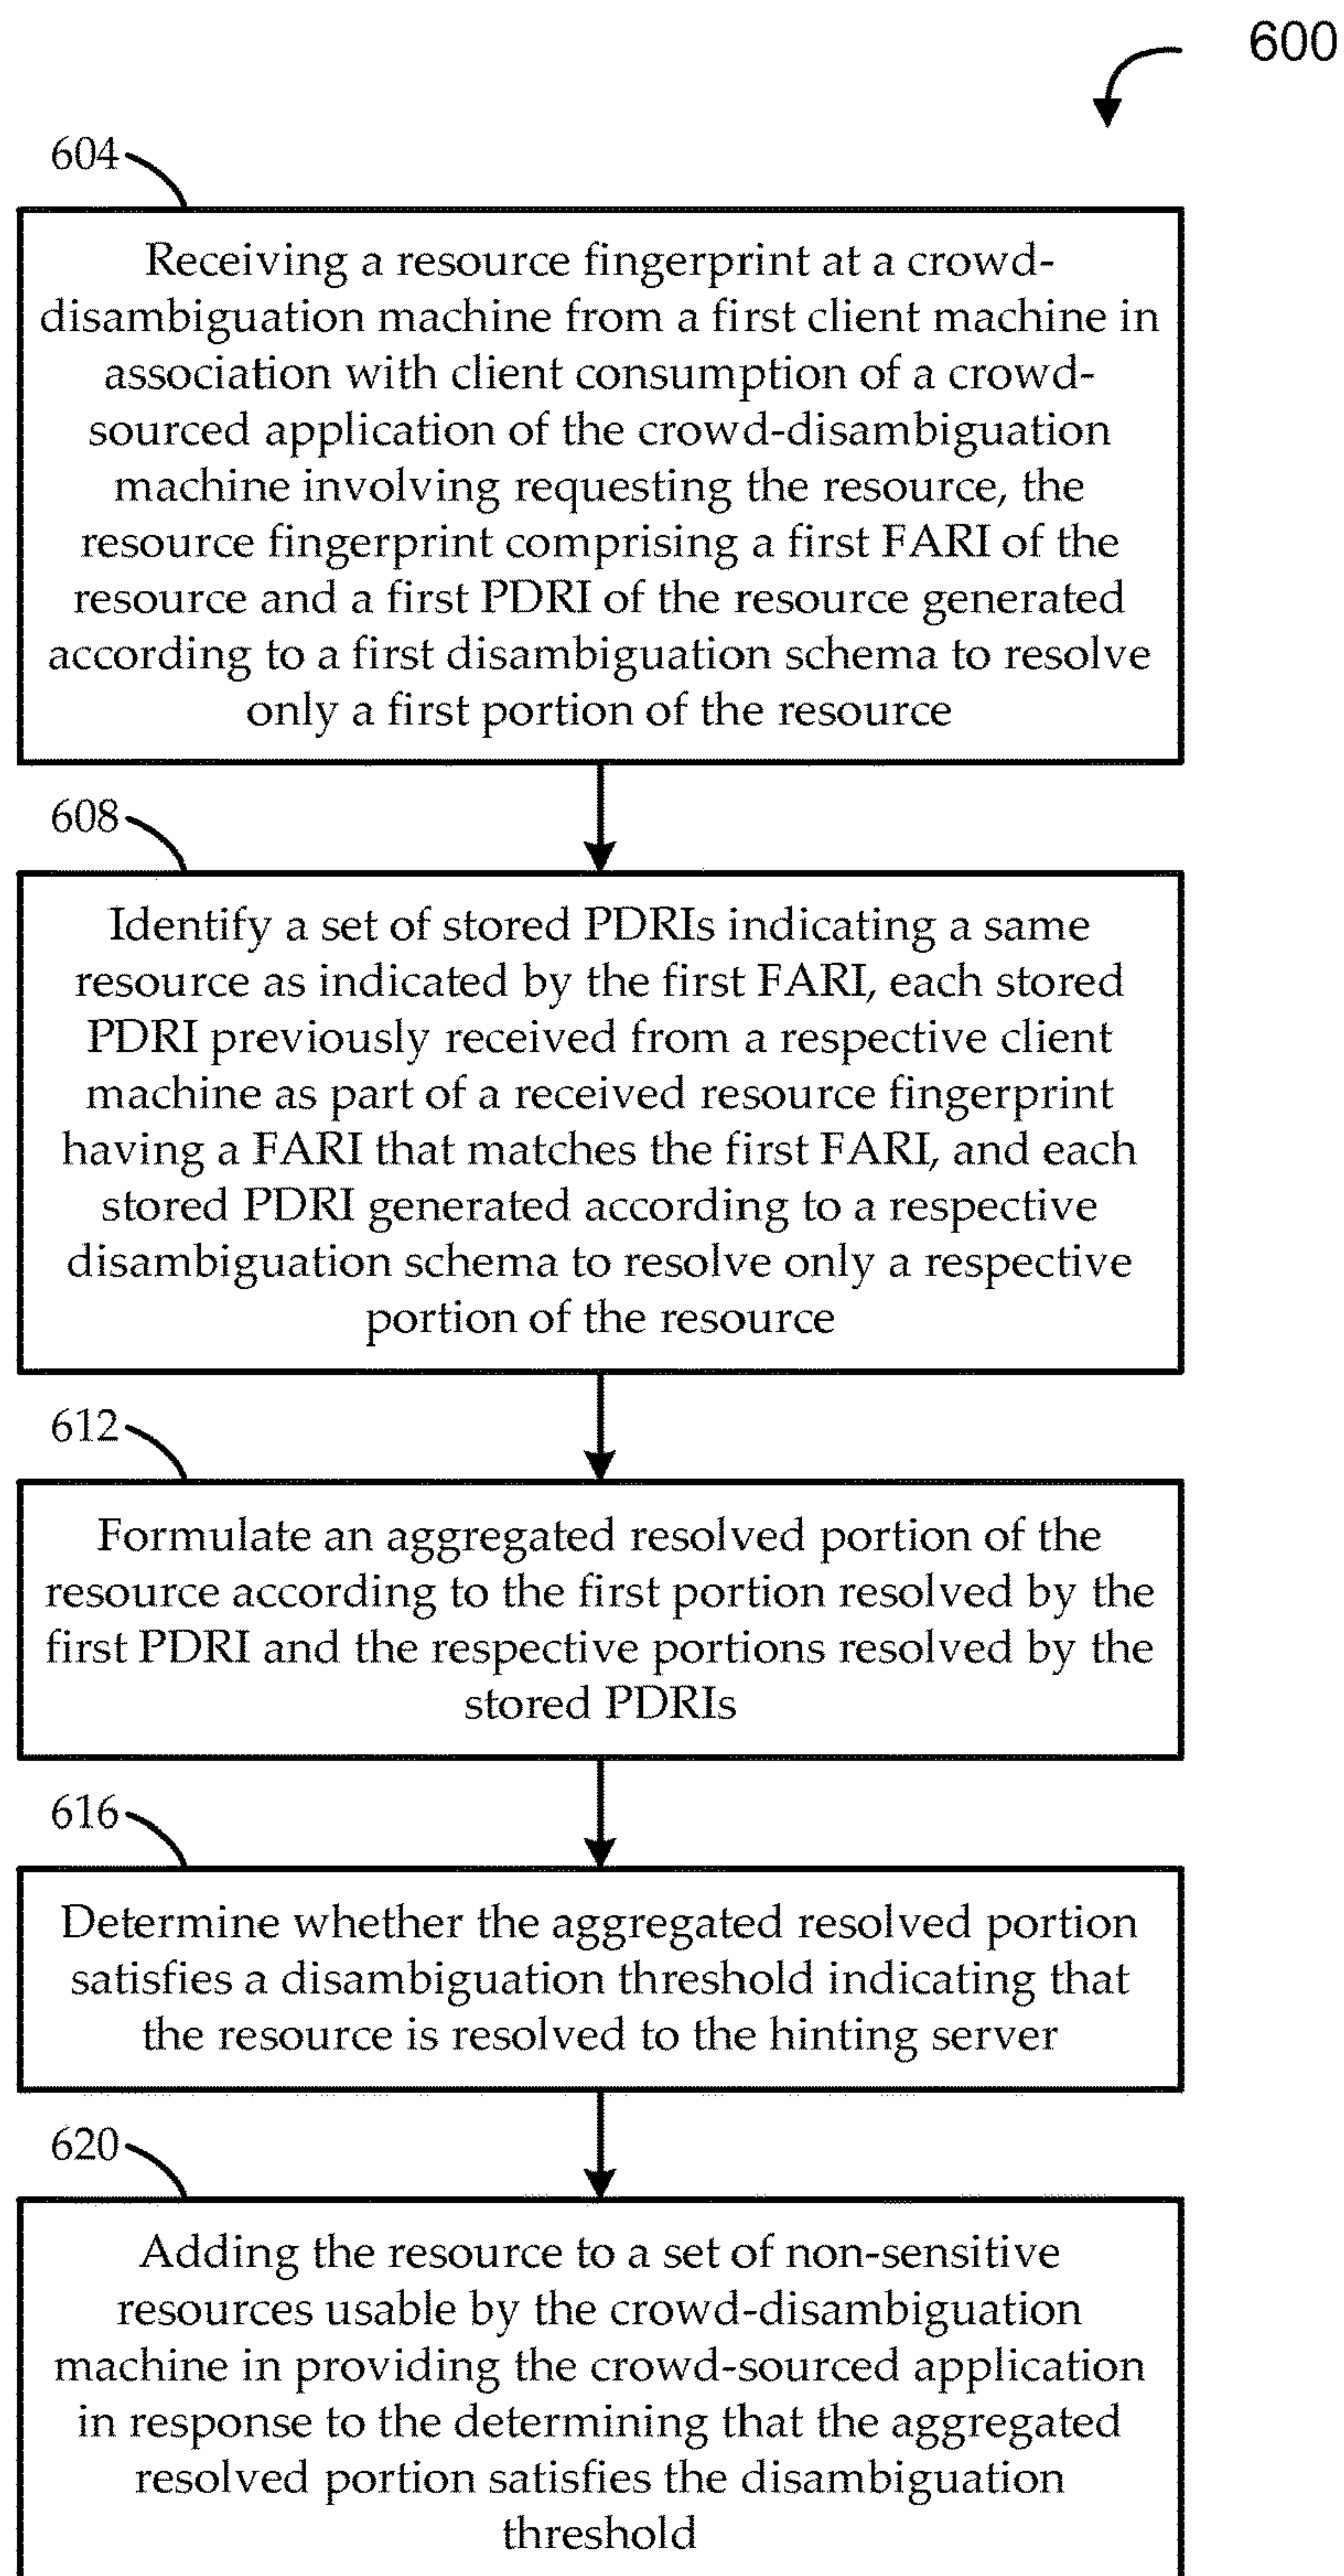 600
604
Receiving a resource fingerprint at a crowd-
disambiguation machine from a first client machine in
association with client consumption of a crowd-
sourced application of the crowd-disambiguation
machine involving requesting the resource, the
resource fingerprint comprising a first FARI of the
resource and a first PDRI of the resource generated
according to a first disambiguation schema to resolve
only a first portion of the resource
608
Identify a set of stored PDRIs indicating a same
resource as indicated by the first FARI, each stored
PDRI previously received from a respective client
machine as part of a received resource fingerprint
having a FARI that matches the first FARI, and each
stored PDRI generated according to a respective
disambiguation schema to resolve only a respective
portion of the resource
612
Formulate an aggregated resolved portion of the
resource according to the first portion resolved by the
first PDRI and the respective portions resolved by the
stored PDRIs
616
Determine whether the aggregated resolved portion
satisfies a disambiguation threshold indicating that
the resource is resolved to the hinting server
620
Adding the resource to a set of non-sensitive
resources usable by the crowd-disambiguation
machine in providing the crowd-sourced application
in response to the determining that the aggregated
resolved portion satisfies the disambiguation
threshold